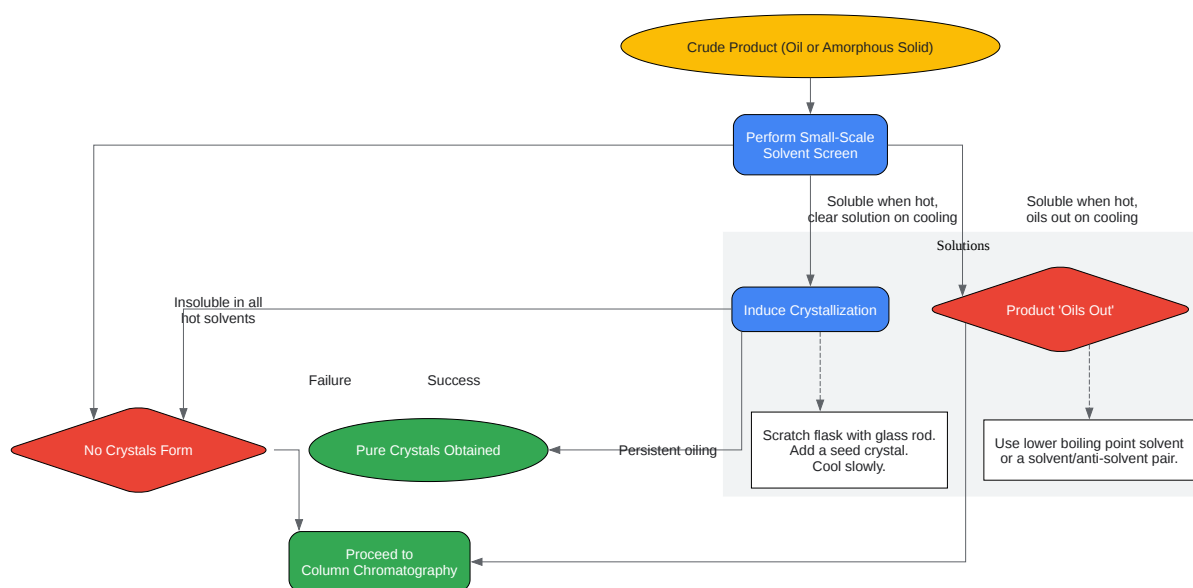 Crude Product (Oil or Amorphous Solid)
Perform Small-Scale
Solvent Screen
Soluble when hot,
clear solution on cooling
Soluble when hot,
oils out on cooling
Solutions
Insoluble in all
hot solvents
Induce Crystallization
Product 'Oils Out'
Failure
Success
No Crystals Form
Pure Crystals Obtained
Persistent oiling
Scratch flask with glass rod.
Add a seed crystal.
Cool slowly.
Use lower boiling point solvent
or a solvent/anti-solvent pair.
Proceed to
Column Chromatography